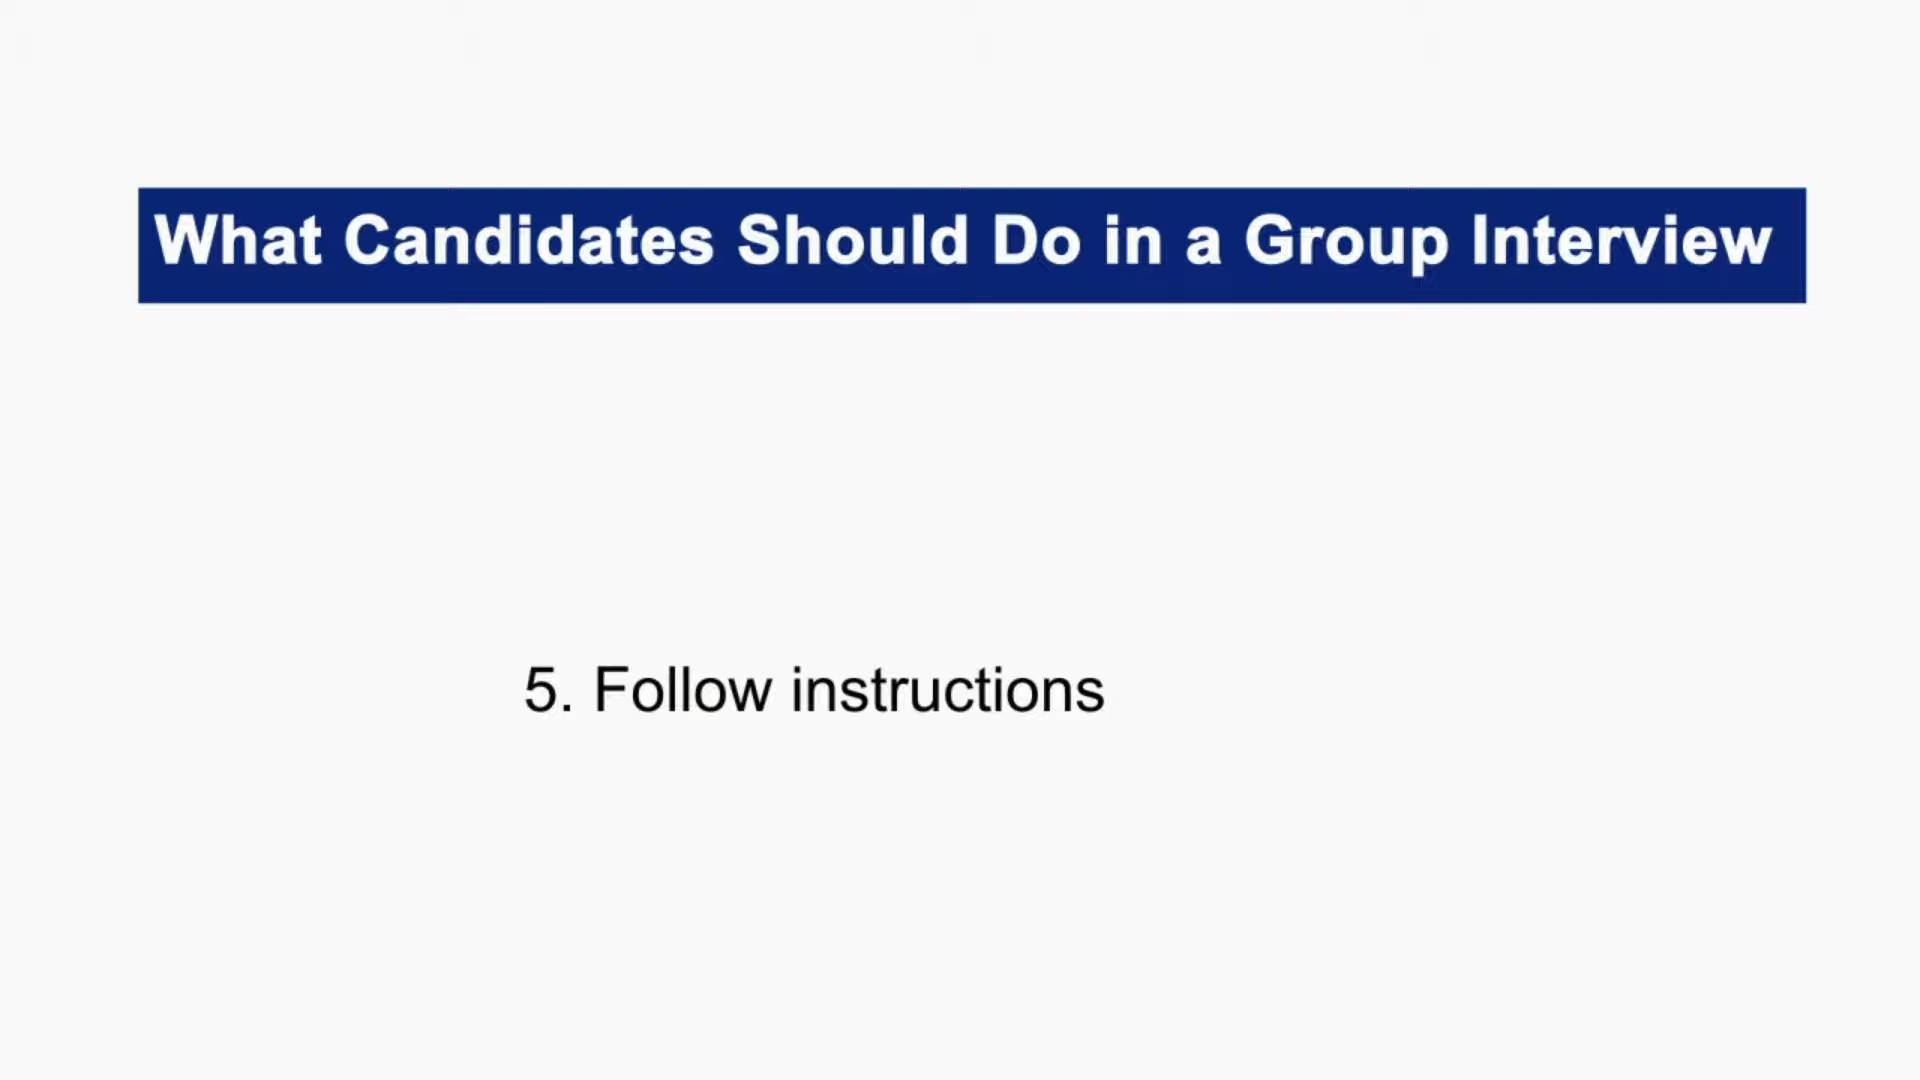 What Candidates Should Do in a Group Interview
5. Follow instructions